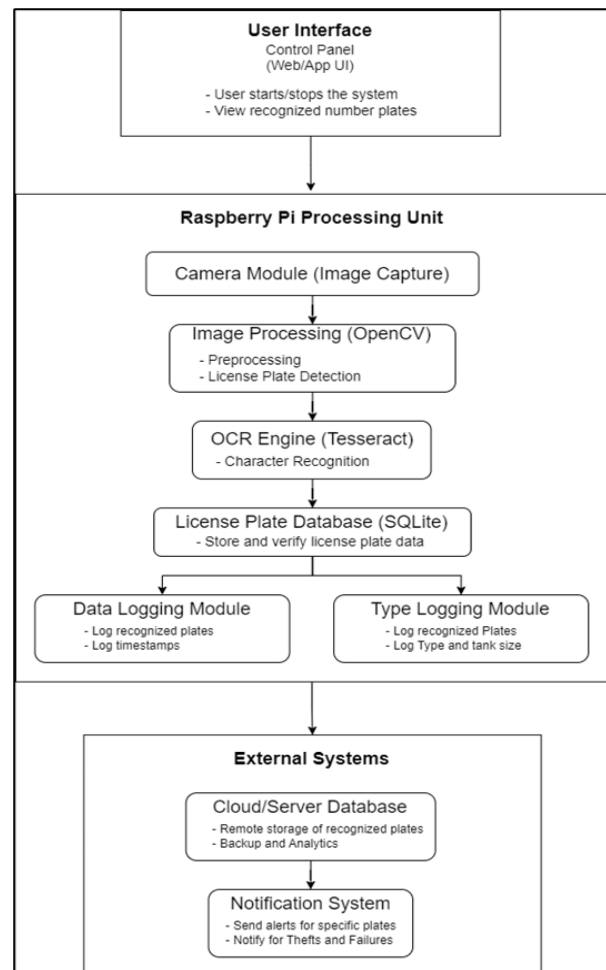 User Interface
Control Panel
(Web/App UI)
- User starts/stops the system
- View recognized number plates
Raspberry Pi Processing Unit
Camera Module (Image Capture)
Image Processing (OpenCV)
- Preprocessing
- License Plate Detection
OCR Engine (Tesseract)
- Character Recognition
License Plate Database (SQLite)
- Store and verify license plate data
Data Logging Module
- Log recognized plates
- Log timestamps
Type Logging Module
- Log recognized Plates
- Log Type and tank size
External Systems
Cloud/Server Database
- Remote storage of recognized plates
- Backup and Analytics
Notification System
- Send alerts for specific plates
- Notify for Thefts and Failures